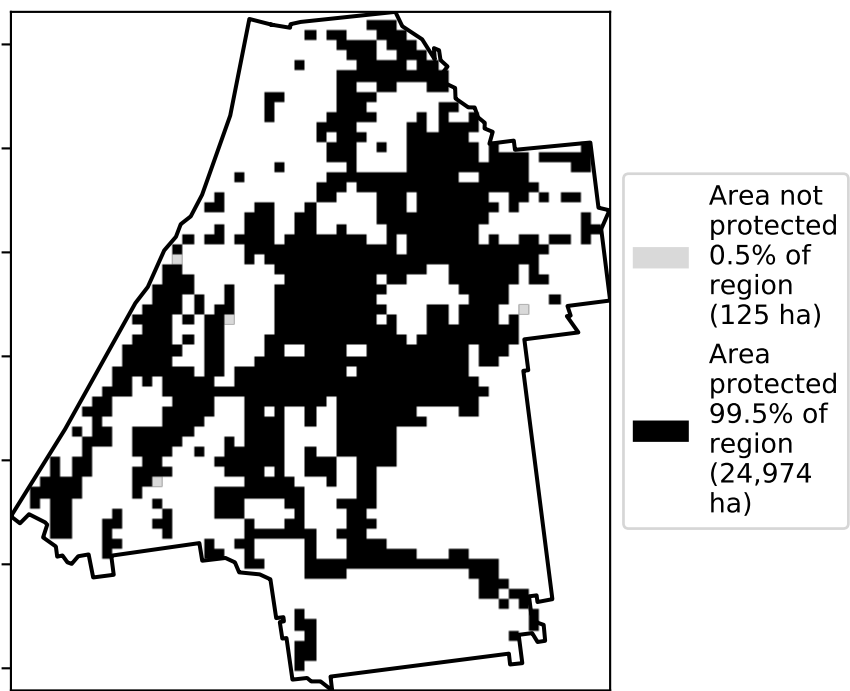 Area not
protected
0.5% of
region
(125 ha)
Area
protected
99.5% of
region
(24,974
ha)